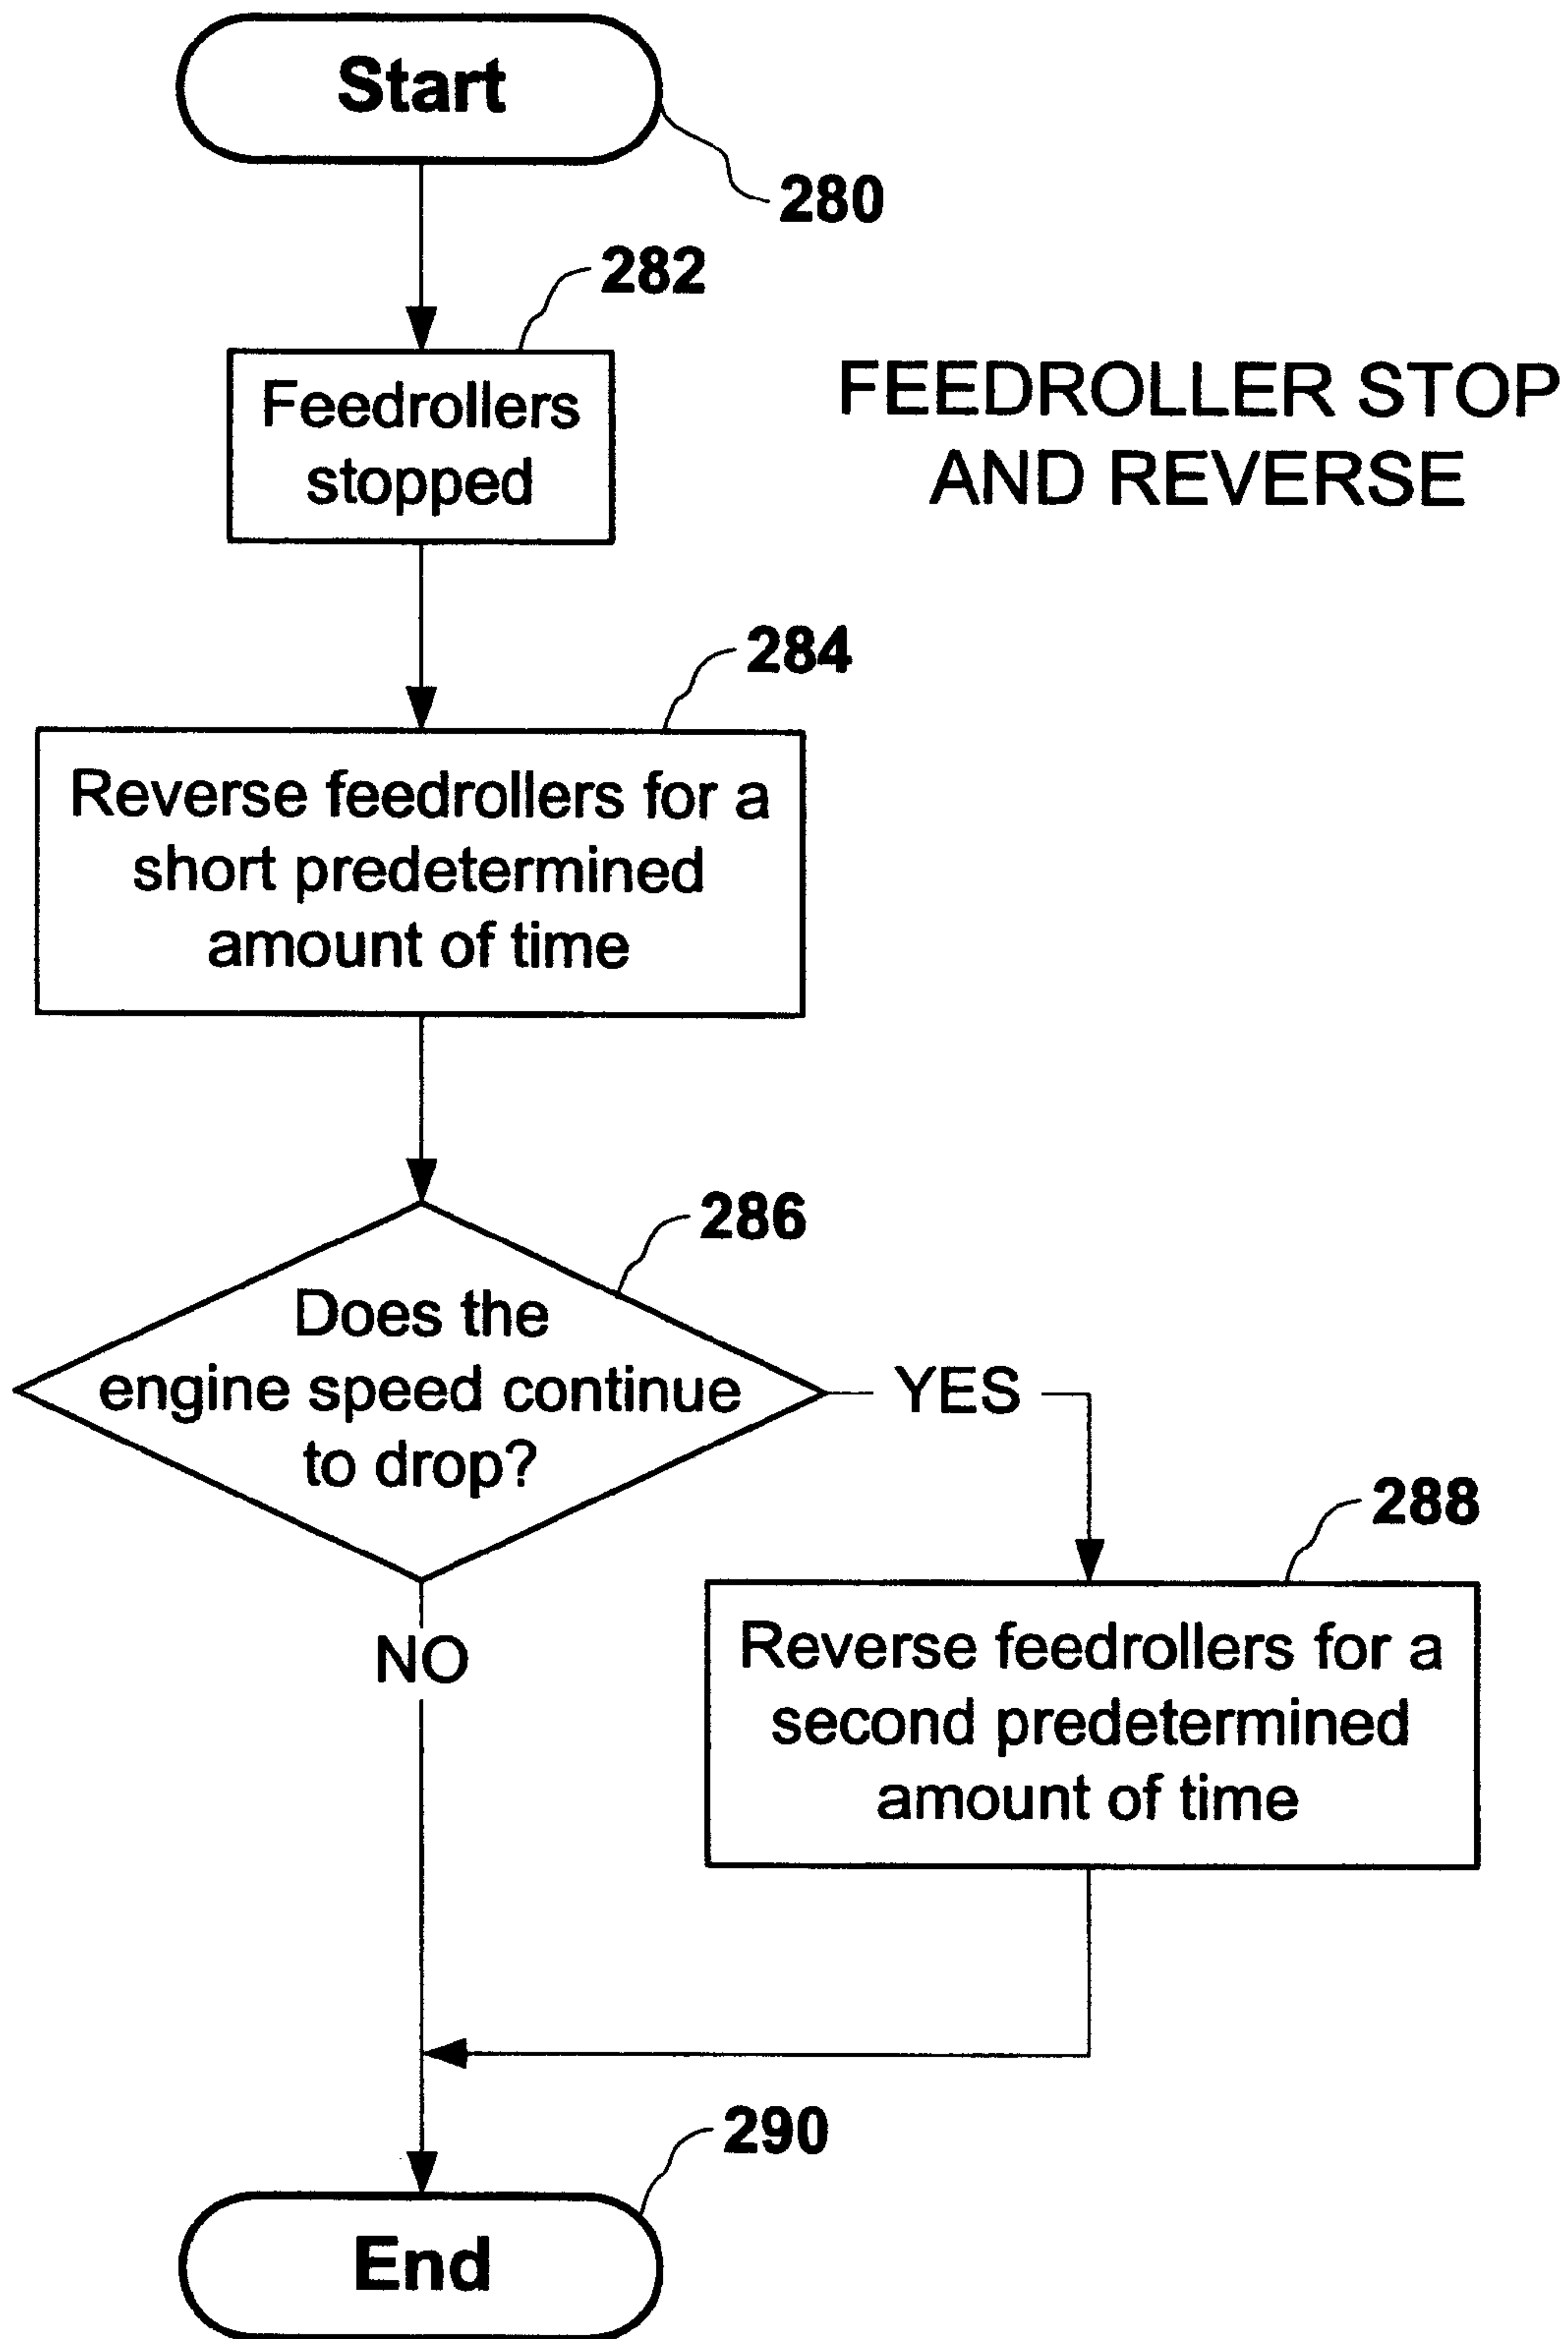 Start
280
282
Feedrollers
stopped
FEEDROLLER STOP
AND REVERSE
284
Reverse feedrollers for a
short predetermined
amount of time
286
Does the
engine speed continue
to drop?
YES
NO
288
Reverse feedrollers for a
second predetermined
amount of time
290
End